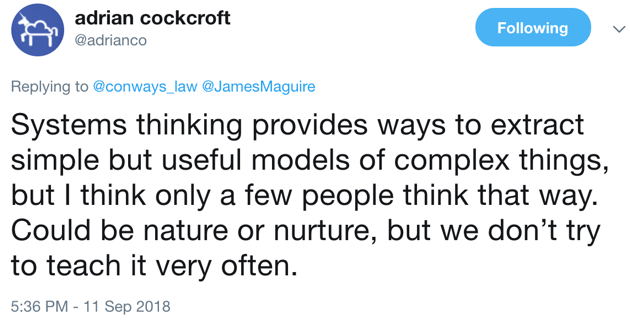 adrian cockcroft
@adrianco
Following
Replying to @conways_law @JamesMaguire
Systems thinking provides ways to extract
simple but useful models of complex things,
but I think only a few people think that way.
Could be nature or nurture, but we don’t try
to teach it very often.
5:36 PM - 11 Sep 2018